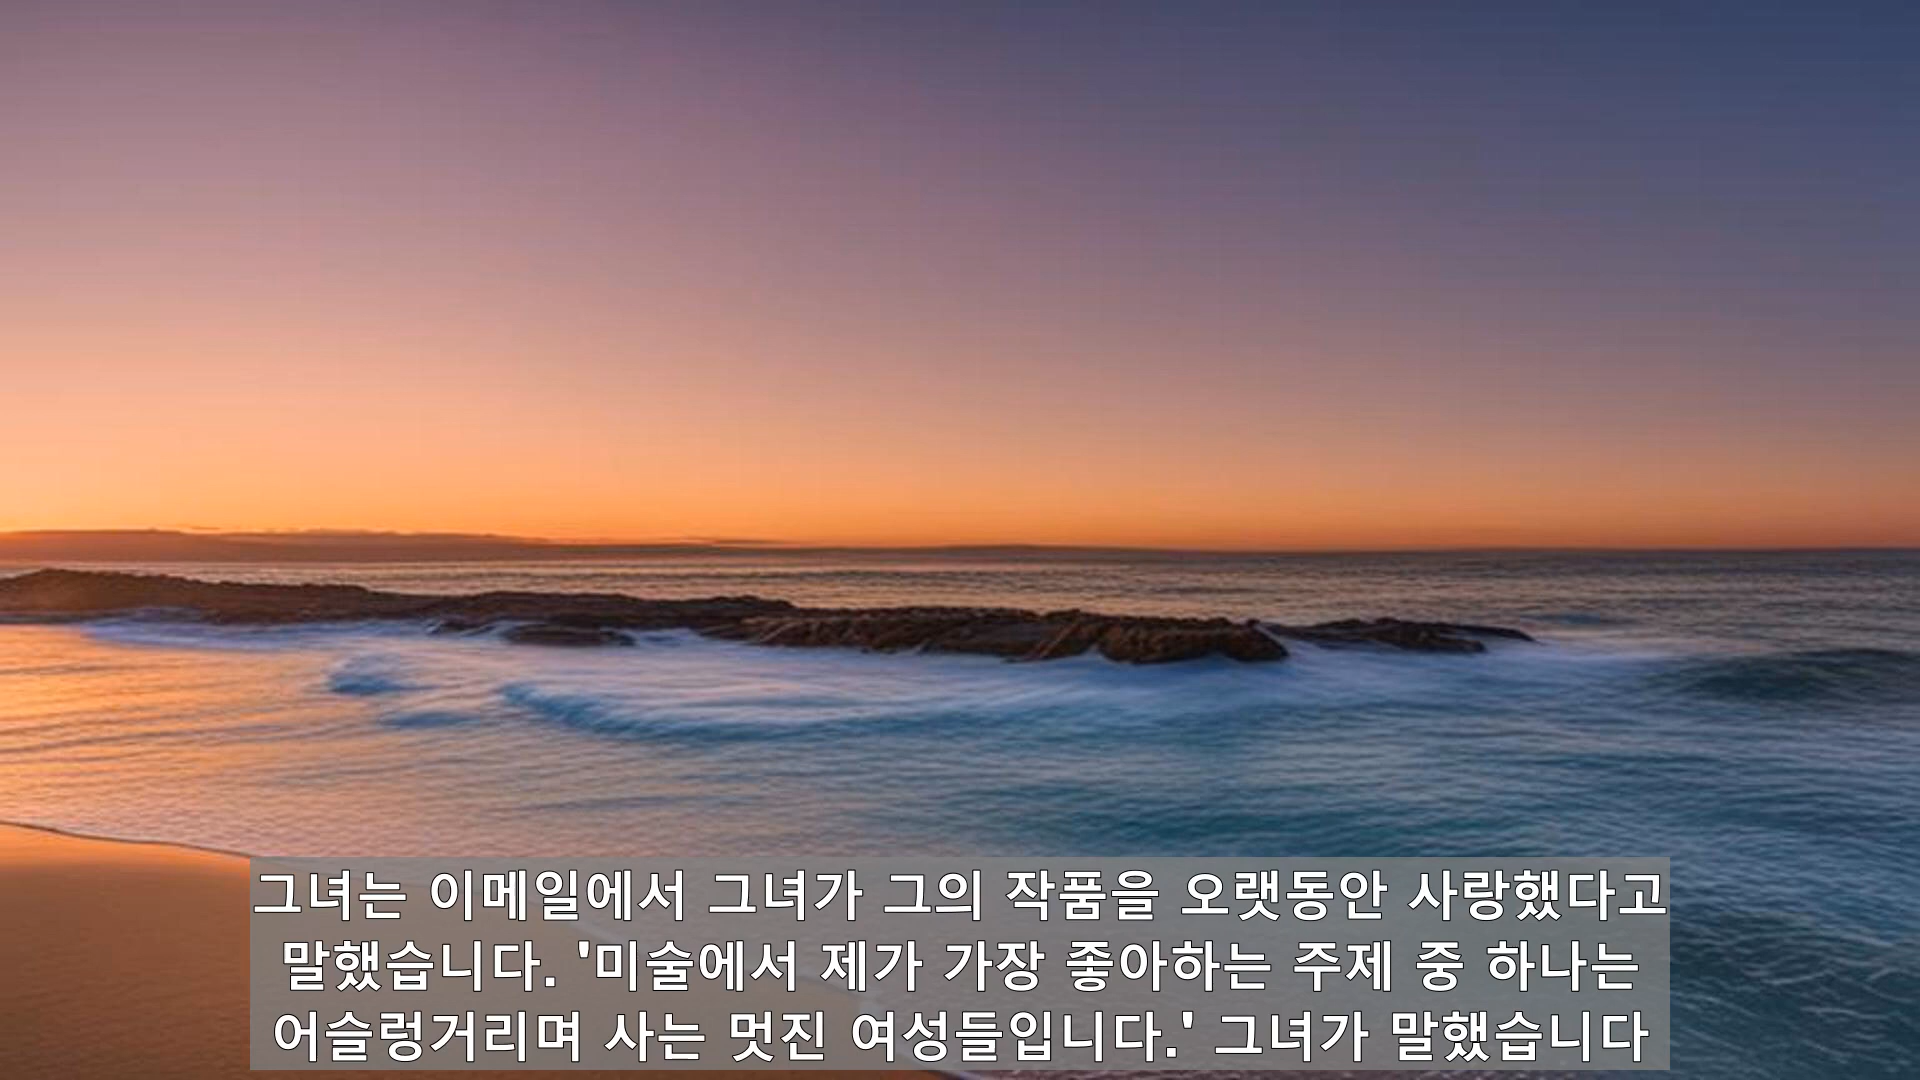 그녀는 이메일에서 그녀가 그의 작품을 오랫동안 사랑했다고
말했습니다. '미술에서 제가 가장 좋아하는 주제 중 하나는
어슬렁거리며 사는 멋진 여성들입니다.' 그녀가 말했습니다